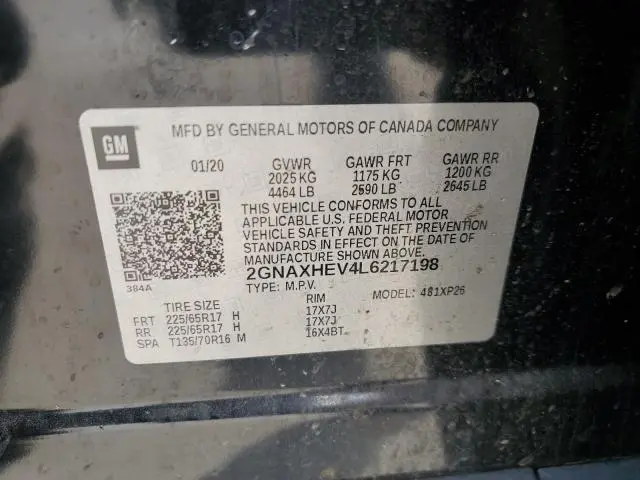 GM
MFD BY GENERAL MOTORS OF CANADA COMPANY
01/20 GVWR GAWR FRT GAWR RR
2025 KG 1175 KG 1200 KG
4464 LB 2590 LB 2645 LB
THIS VEHICLE CONFORMS TO ALL
APPLICABLE U.S. FEDERAL MOTOR
VEHICLE SAFETY AND THEFT PREVENTION
STANDARDS IN EFFECT ON THE DATE OF
MANUFACTURE SHOWN ABOVE.
2GNAXHEV4L6217198
384A
TYPE: M.P.V. MODEL: 481XP26
TIRE SIZE RIM
FRT 225/65R17 H 17X7J
RR 225/65R17 H 17X7J
SPA T135/70R16 M 16X4BT